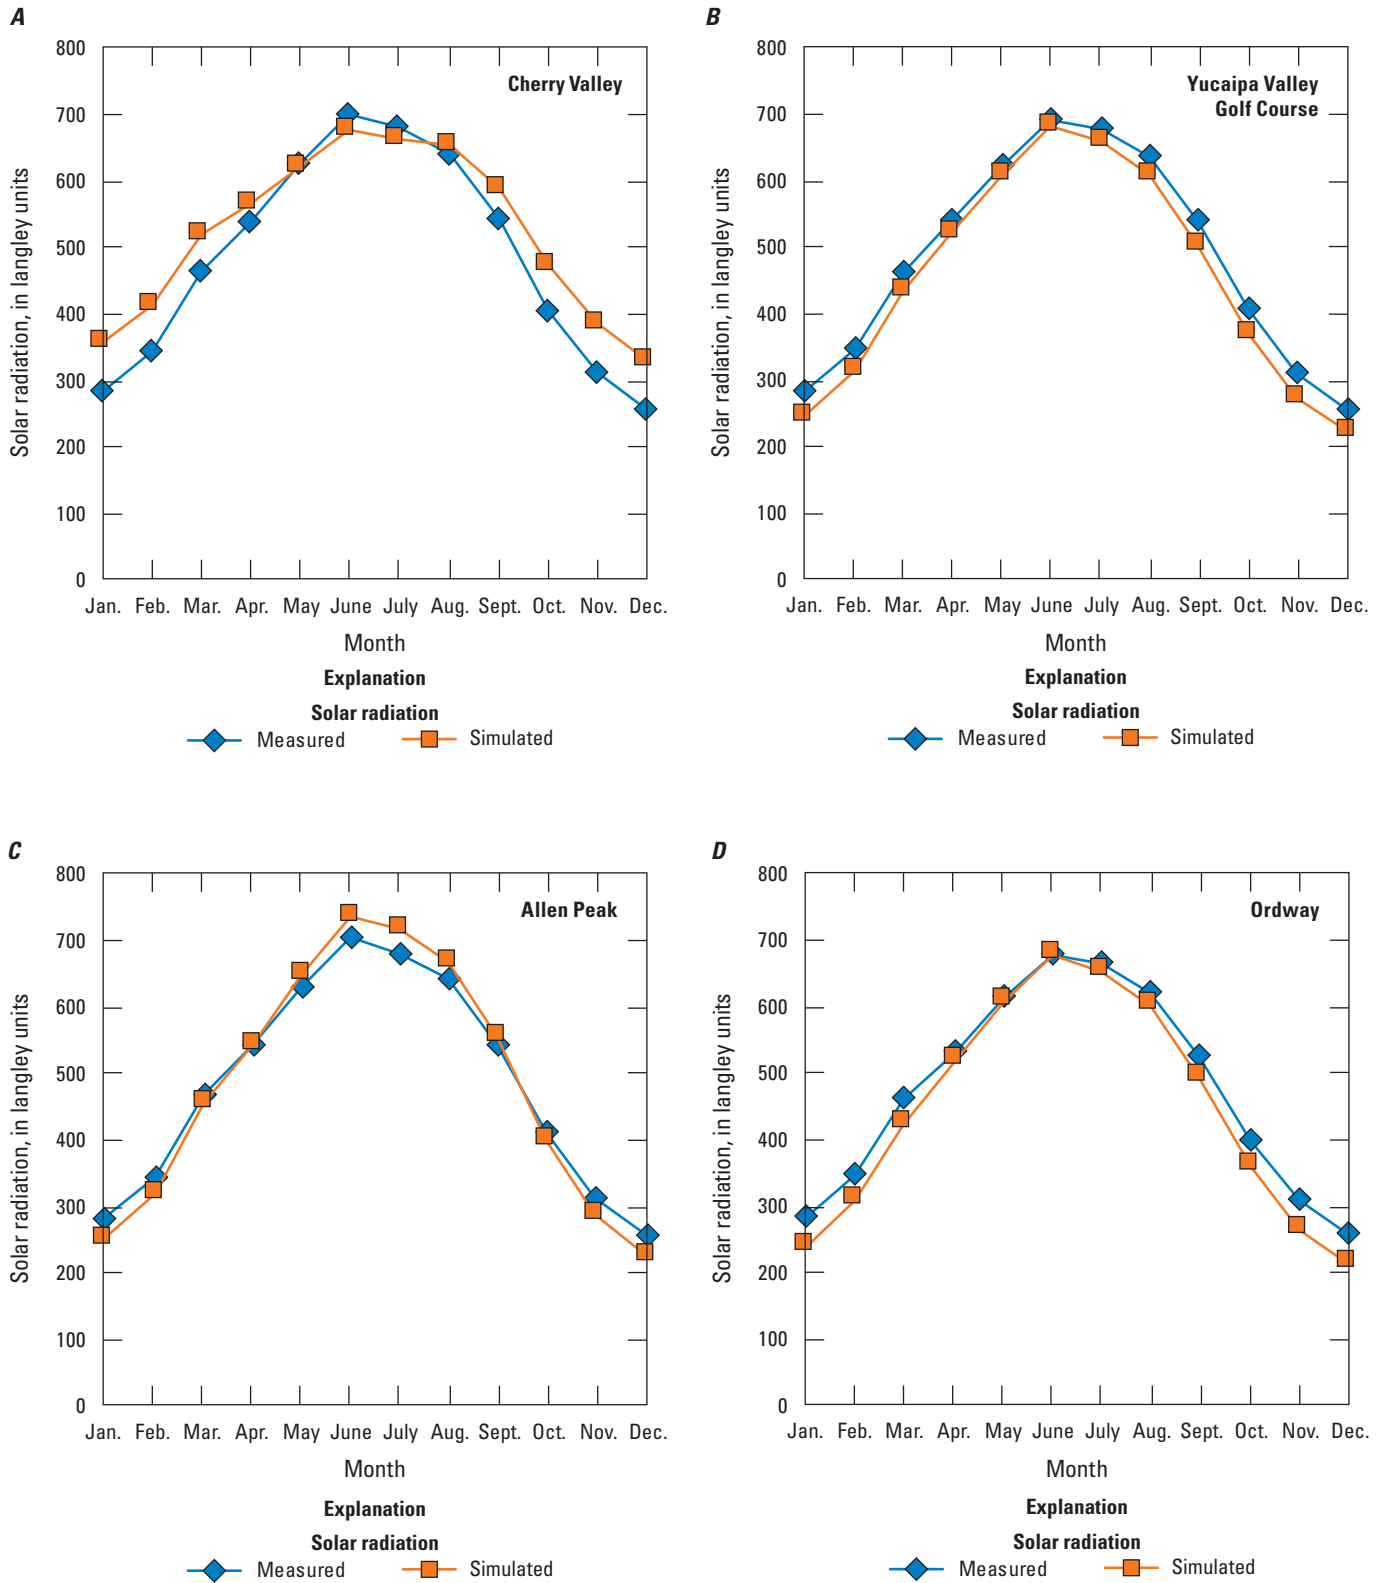 A
Cherry Valley
Solar radiation, in langley units
800
700
600
500
400
300
200
100
0
Jan. Feb. Mar. Apr. May June July Aug. Sept. Oct. Nov. Dec.
Month
Explanation
Solar radiation
Measured Simulated
B
Yucaipa Valley
Golf Course
Solar radiation, in langley units
800
700
600
500
400
300
200
100
0
Jan. Feb. Mar. Apr. May June July Aug. Sept. Oct. Nov. Dec.
Month
Explanation
Solar radiation
Measured Simulated
C
Allen Peak
Solar radiation, in langley units
800
700
600
500
400
300
200
100
0
Jan. Feb. Mar. Apr. May June July Aug. Sept. Oct. Nov. Dec.
Month
Explanation
Solar radiation
Measured Simulated
D
Ordway
Solar radiation, in langley units
800
700
600
500
400
300
200
100
0
Jan. Feb. Mar. Apr. May June July Aug. Sept. Oct. Nov. Dec.
Month
Explanation
Solar radiation
Measured Simulated